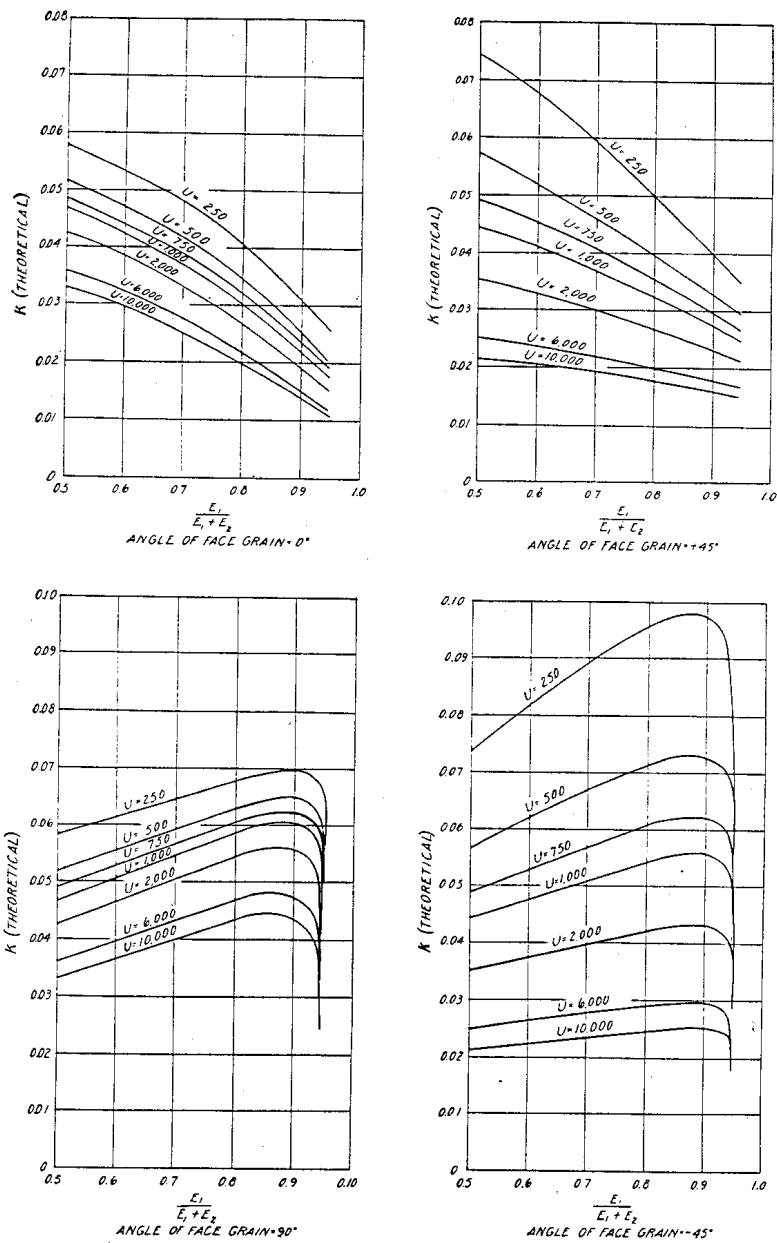 0.08
0.07
0.06
0.05
0.04
0.03
0.02
0.01
0
K (THEORETICAL)
U=250
U=500
U=750
U=1,000
U=2,000
U=6,000
U=10,000
0.5 0.6 0.7 0.8 0.9 1.0
E₁
E₁ + E₂
ANGLE OF FACE GRAIN=0°
0.08
0.07
0.06
0.05
0.04
0.03
0.02
0.01
0
K (THEORETICAL)
U=250
U=500
U=750
U=1,000
U=2,000
U=6,000
U=10,000
0.5 0.6 0.7 0.8 0.9 1.0
E₁
E₁ + E₂
ANGLE OF FACE GRAIN=+45°
0.10
0.09
0.08
0.07
0.06
0.05
0.04
0.03
0.02
0.01
0
K (THEORETICAL)
U=250
U=500
U=750
U=1,000
U=2,000
U=6,000
U=10,000
0.5 0.6 0.7 0.8 0.9 0.10
E₁
E₁ + E₂
ANGLE OF FACE GRAIN=90°
0.10
0.09
0.08
0.07
0.06
0.05
0.04
0.03
0.02
0.01
0
K (THEORETICAL)
U=250
U=500
U=750
U=1,000
U=2,000
U=6,000
U=10,000
0.5 0.6 0.7 0.8 0.9 1.0
E₁
E₁ + E₂
ANGLE OF FACE GRAIN=-45°